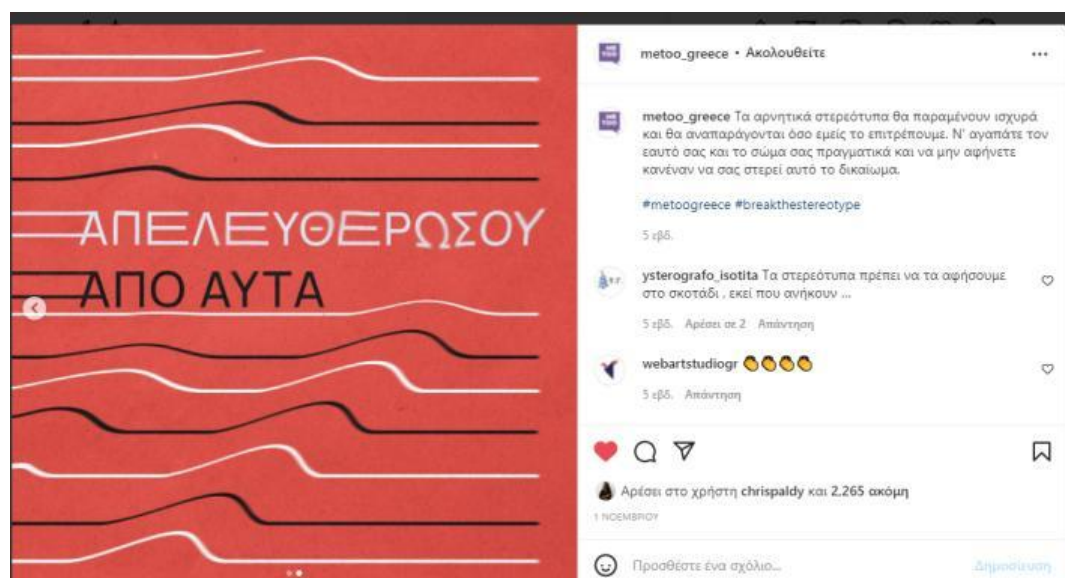 ΑΠΕΛΕΥΘΕΡΩΣΟΥ
ΑΠΟ ΑΥΤΑ
metoo_greece • Ακολουθείτε
metoo_greece Τα αρνητικά στερεότυπα θα παραμένουν ισχυρά
και θα αναπαράγονται όσο εμείς το επιτρέπουμε. Ν' αγαπάτε τον
εαυτό σας και το σώμα σας πραγματικά και να μην αφήνετε
κανέναν να σας στερεί αυτό το δικαίωμα.
#metoogreece #breakthestereotype
5 εβδ.
ysterografo_isotita Τα στερεότυπα πρέπει να τα αφήσουμε
στο σκοτάδι , εκεί που ανήκουν ...
5 εβδ. Αρέσει σε 2 Απάντηση
webartstudiogr 👏👏👏👏
5 εβδ. Απάντηση
Αρέσει στο χρήστη chrispaldy και 2.265 ακόμη
1 ΝΟΕΜΒΡΙΟΥ
Προσθέστε ένα σχόλιο...
Δημοσίευση